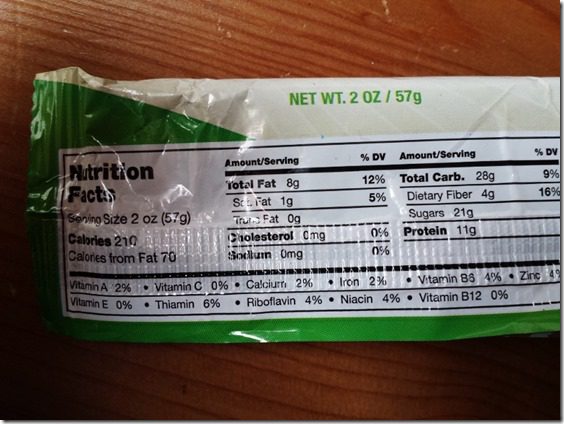 NET WT. 2 OZ / 57g
Nutrition
Facts
Serving Size 2 oz (57g)
Calories 210
Calories from Fat 70
Amount/Serving % DV
Total Fat 8g 12%
Sat. Fat 1g 5%
Trans Fat 0g
Cholesterol 0mg 0%
Sodium 0mg 0%
Amount/Serving % DV
Total Carb. 28g 9%
Dietary Fiber 4g 16%
Sugars 21g
Protein 11g
Vitamin A 2% • Vitamin C 0% • Calcium 2% • Iron 2% • Vitamin B6 4% • Zinc 4%
Vitamin E 0% • Thiamin 6% • Riboflavin 4% • Niacin 4% • Vitamin B12 0%